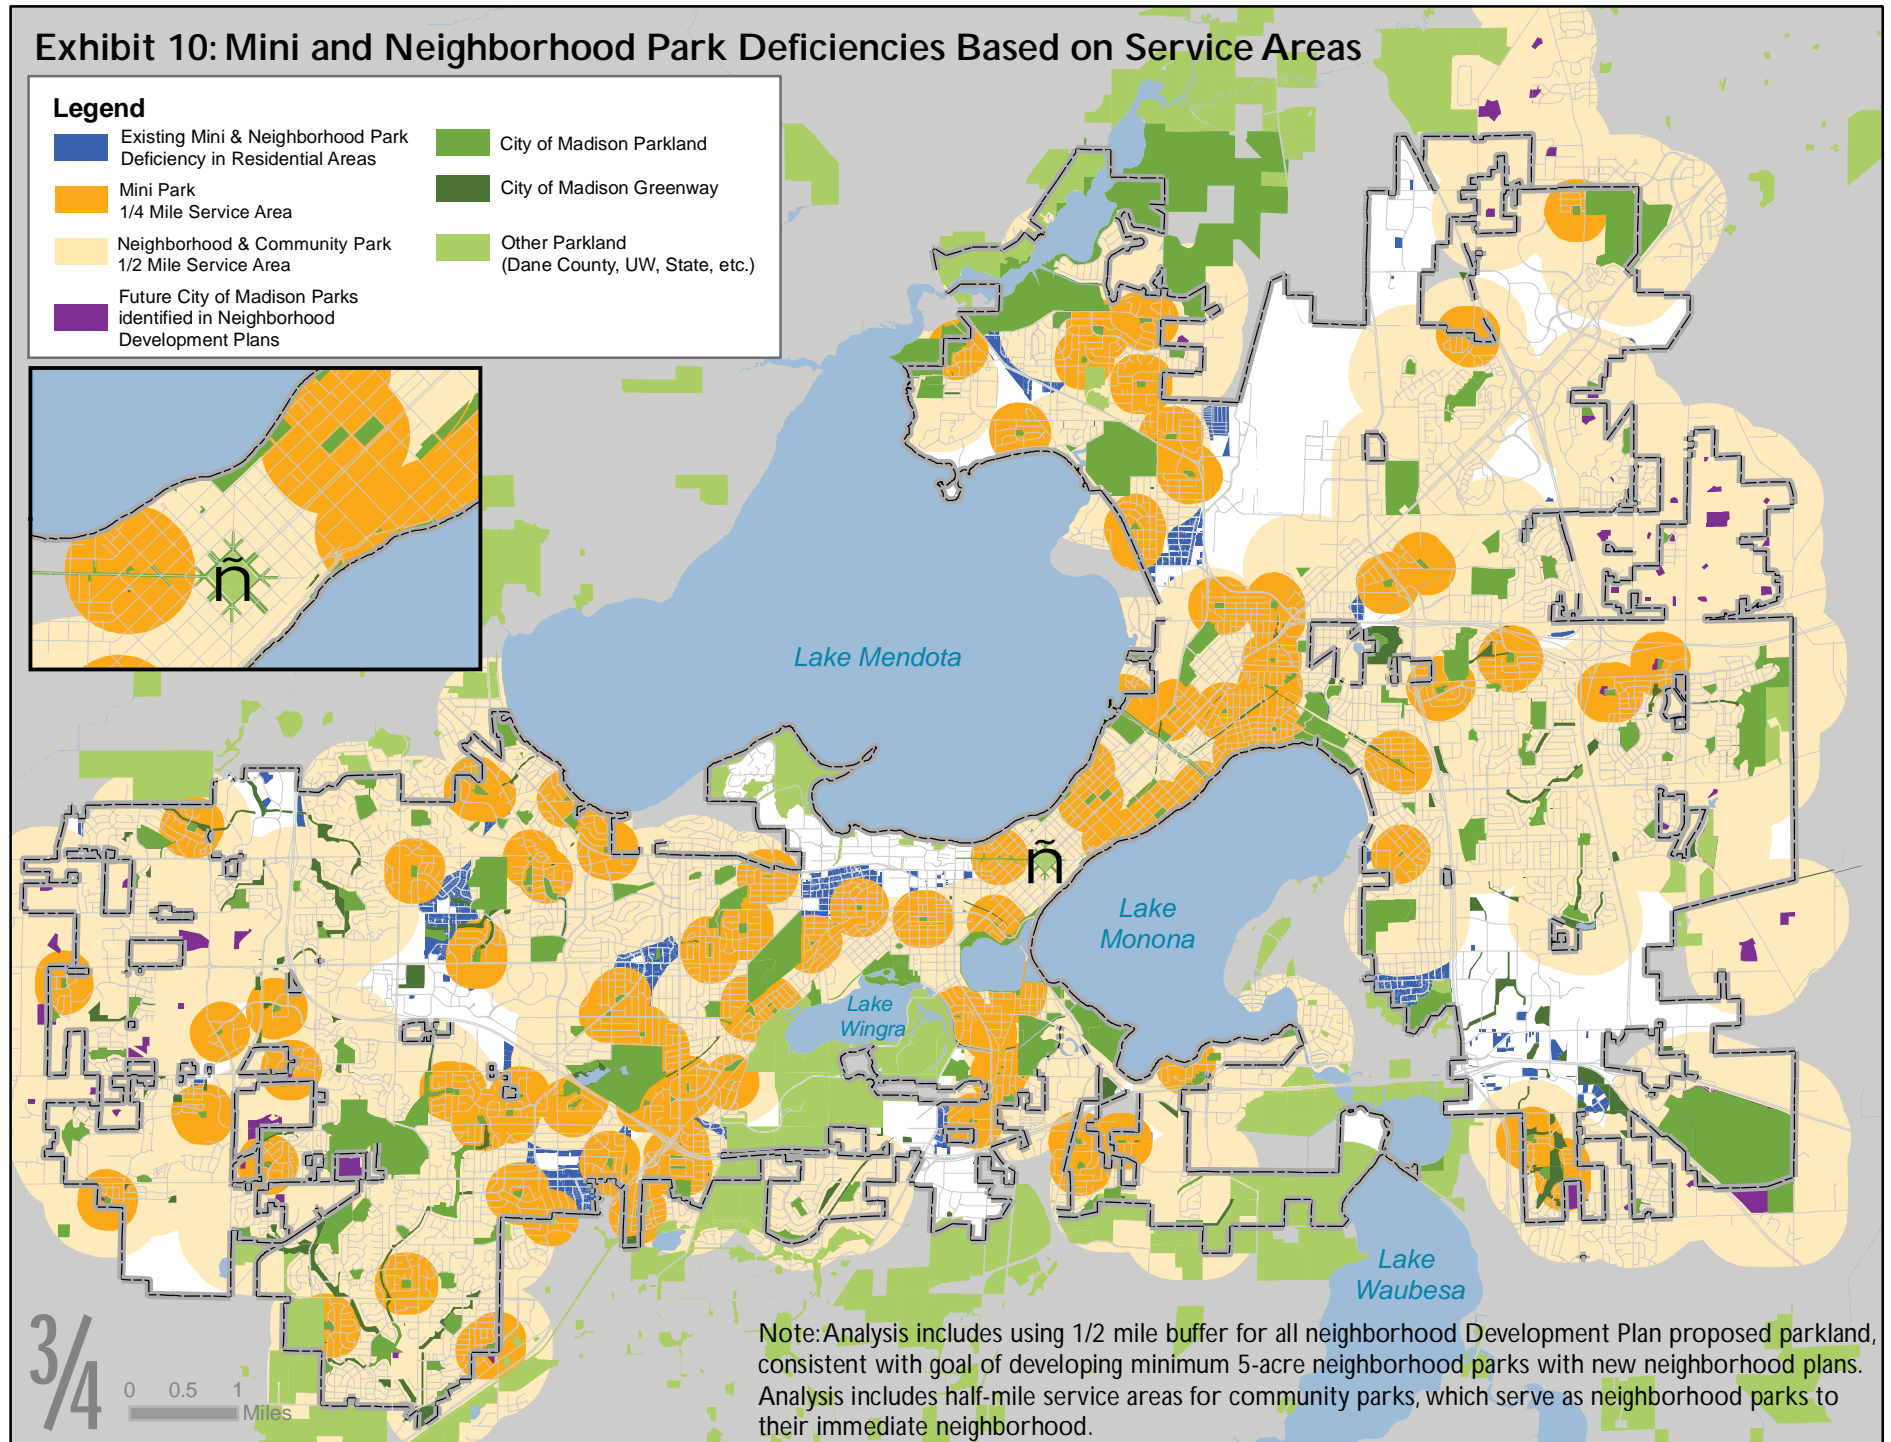 Exhibit 10: Mini and Neighborhood Park Deficiencies Based on Service Areas
Legend
Existing Mini & Neighborhood Park
Deficiency in Residential Areas
Mini Park
1/4 Mile Service Area
Neighborhood & Community Park
1/2 Mile Service Area
Future City of Madison Parks
identified in Neighborhood
Development Plans
City of Madison Parkland
City of Madison Greenway
Other Parkland
(Dane County, UW, State, etc.)
ñ
Lake Mendota
ñ
Lake
Monona
Lake
Wingra
Lake
Waubesa
3/4
0 0.5 1
Miles
Note: Analysis includes using 1/2 mile buffer for all neighborhood Development Plan proposed parkland,
consistent with goal of developing minimum 5-acre neighborhood parks with new neighborhood plans.
Analysis includes half-mile service areas for community parks, which serve as neighborhood parks to
their immediate neighborhood.